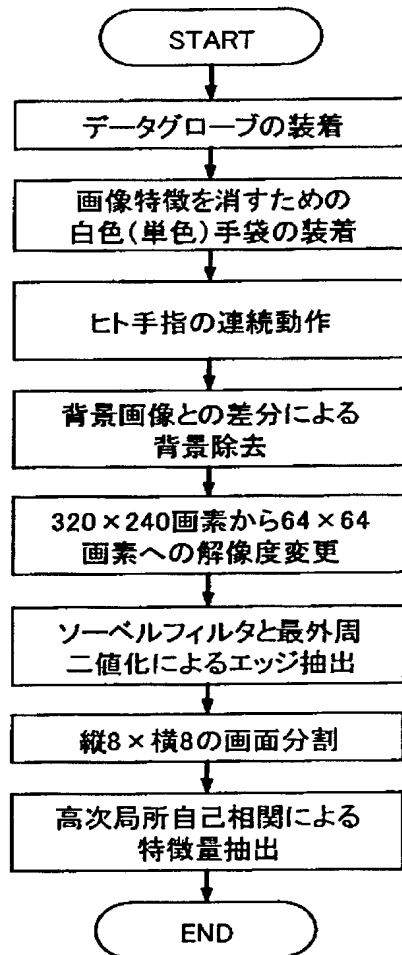 START
データグローブの装着
画像特徴を消すための
白色(単色)手袋の装着
ヒト手指の連続動作
背景画像との差分による
背景除去
320×240画素から64×64
画素への解像度変更
ソーベルフィルタと最外周
二値化によるエッジ抽出
縦8×横8の画面分割
高次局所自己相関による
特徴量抽出
END